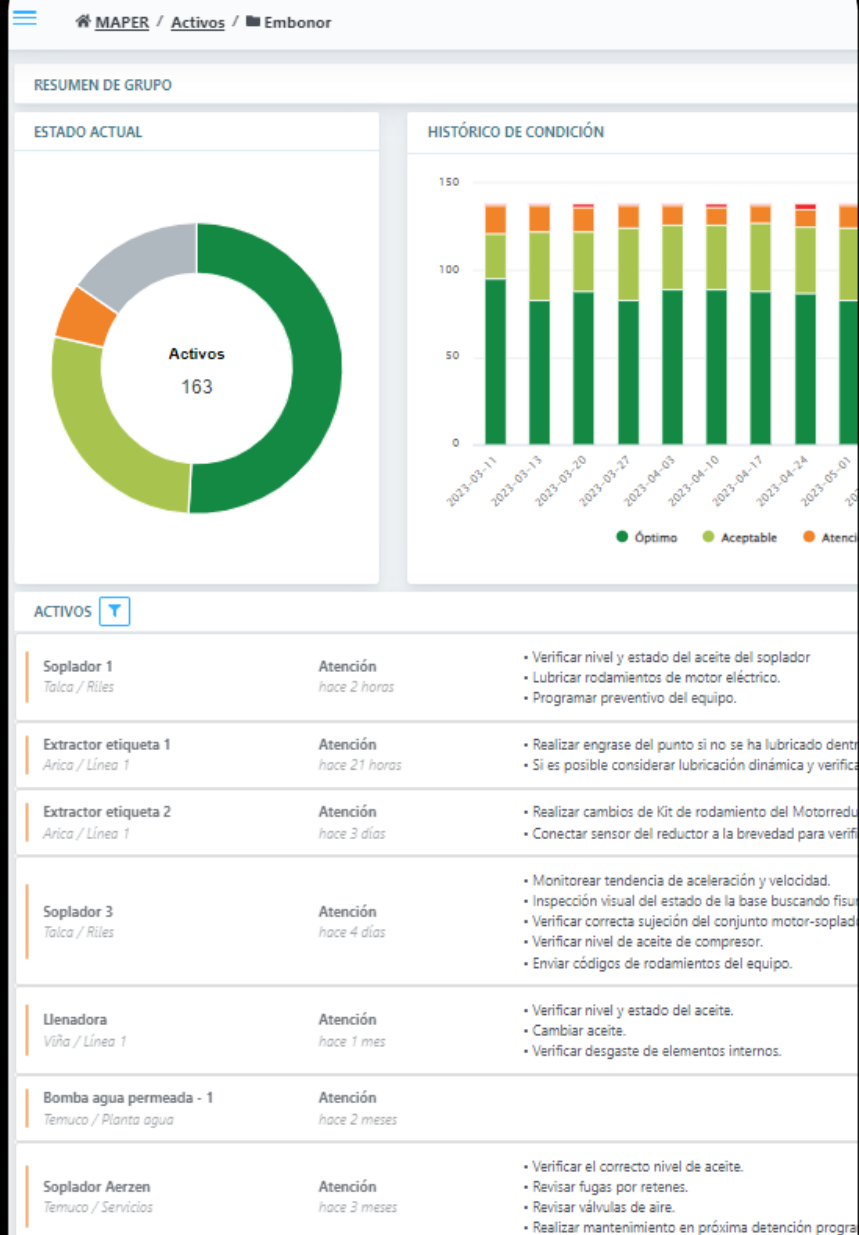 MAPER / Activos / Embonor
RESUMEN DE GRUPO
ESTADO ACTUAL
Activos
163
HISTÓRICO DE CONDICIÓN
150
100
50
0
2023-03-11
2023-03-13
2023-03-20
2023-03-27
2023-04-03
2023-04-10
2023-04-17
2023-04-24
2023-05-01
Óptimo
Aceptable
Atenci
ACTIVOS
Soplador 1
Talca / Riles
Atención
hace 2 horas
• Verificar nivel y estado del aceite del soplador
• Lubricar rodamientos de motor eléctrico.
• Programar preventivo del equipo.
Extractor etiqueta 1
Arica / Línea 1
Atención
hace 21 horas
• Realizar engrase del punto si no se ha lubricado dentr
• Si es posible considerar lubricación dinámica y verifica
Extractor etiqueta 2
Arica / Línea 1
Atención
hace 3 días
• Realizar cambios de Kit de rodamiento del Motorredu
• Conectar sensor del reductor a la brevedad para verifi
Soplador 3
Talca / Riles
Atención
hace 4 días
• Monitorear tendencia de aceleración y velocidad.
• Inspección visual del estado de la base buscando fisur
• Verificar correcta sujeción del conjunto motor-soplado
• Verificar nivel de aceite de compresor.
• Enviar códigos de rodamientos del equipo.
Llenadora
Viña / Línea 1
Atención
hace 1 mes
• Verificar nivel y estado del aceite.
• Cambiar aceite.
• Verificar desgaste de elementos internos.
Bomba agua permeada - 1
Temuco / Planta agua
Atención
hace 2 meses
Soplador Aerzen
Temuco / Servicios
Atención
hace 3 meses
• Verificar el correcto nivel de aceite.
• Revisar fugas por retenes.
• Revisar válvulas de aire.
• Realizar mantenimiento en próxima detención progra